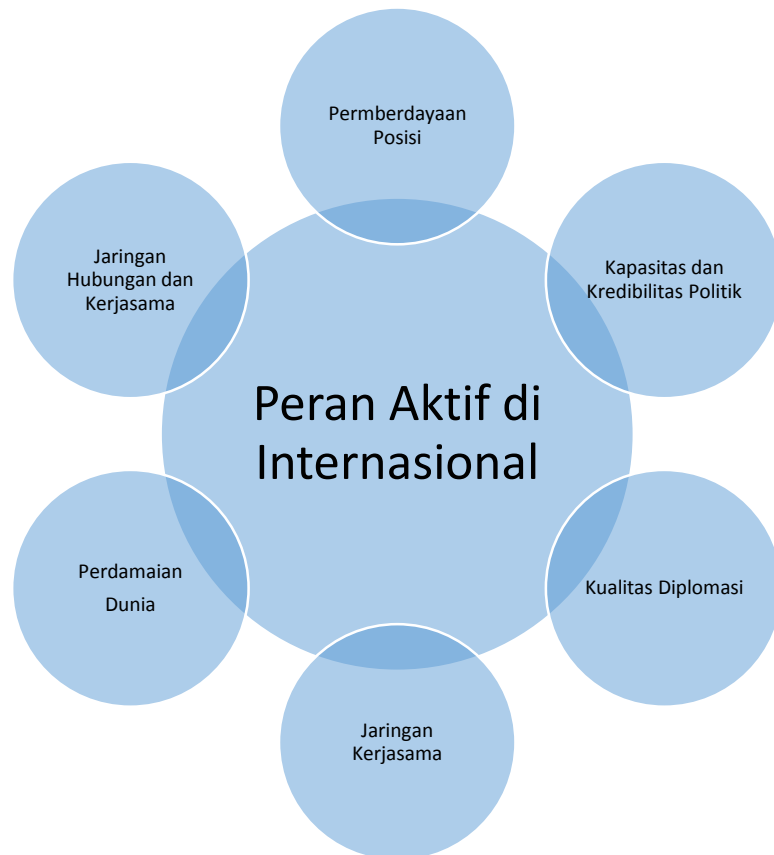 Permberdayaan
Posisi
Jaringan
Hubungan dan
Kerjasama
Kapasitas dan
Kredibilitas Politik
Peran Aktif di
Internasional
Perdamaian
Dunia
Kualitas Diplomasi
Jaringan
Kerjasama